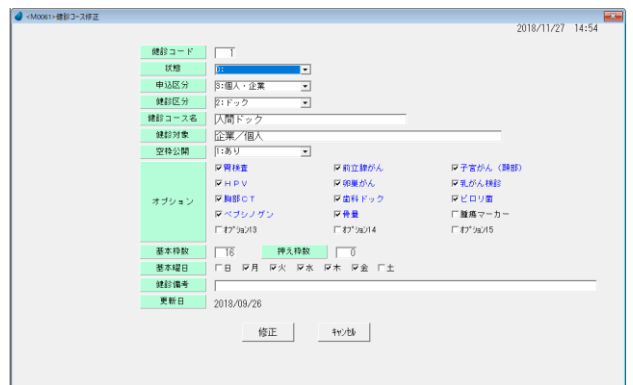 <M0061>健診コース修正
2018/11/27 14:54
健診コード 1
状態 0:
申込区分 3:個人・企業
健診区分 2:ドック
健診コース名 人間ドック
健診対象 企業／個人
空枠公開 1:あり
オプション
胃検査 前立腺がん 子宮がん（頸部）
ＨＰＶ 卵巣がん 乳がん検診
胸部ＣＴ 歯科ドック ピロリ菌
ペプシノゲン 骨量 腫瘍マーカー
ｵﾌﾟｼｮﾝ13 ｵﾌﾟｼｮﾝ14 ｵﾌﾟｼｮﾝ15
基本枠数 16 押え枠数 0
基本曜日 日 月 火 水 木 金 土
健診備考
更新日 2018/09/26
修正 ｷｬﾝｾﾙ